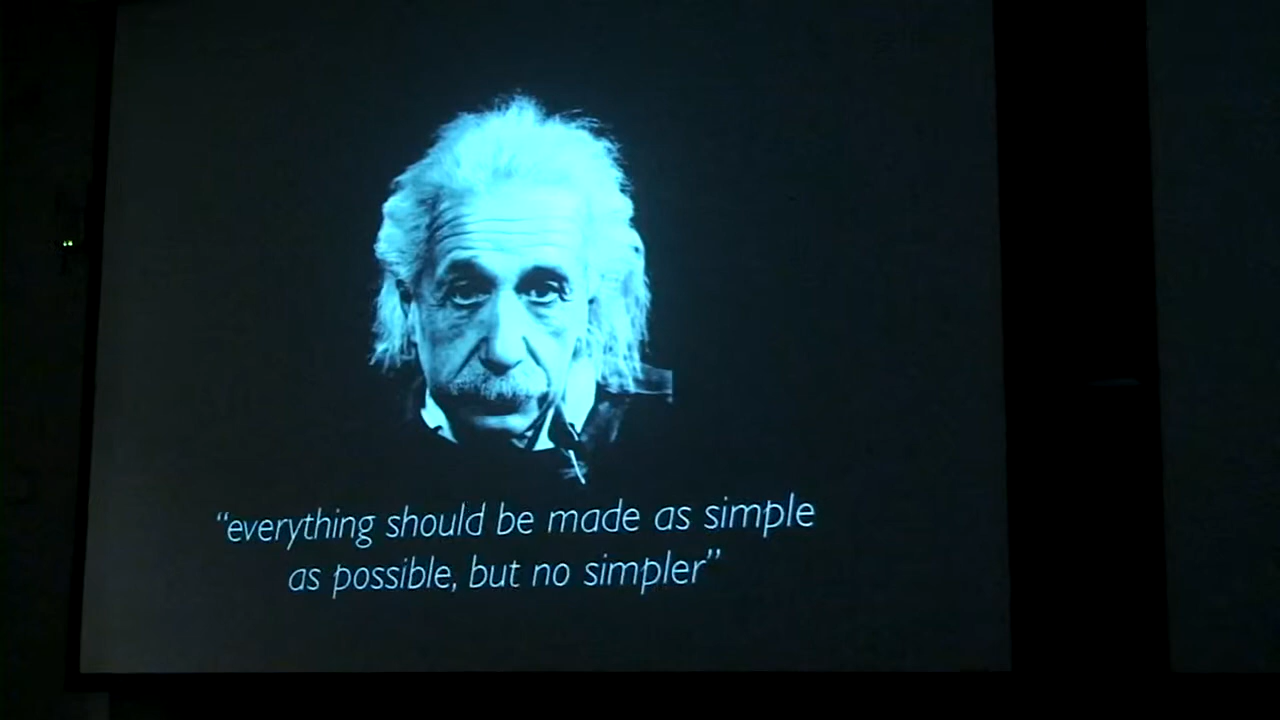 “everything should be made as simple
as possible, but no simpler”